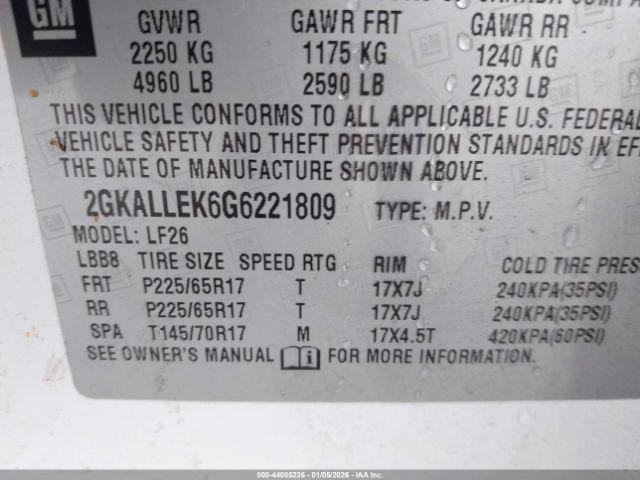 GM
GVWR GAWR FRT GAWR RR
2250 KG 1175 KG 1240 KG
4960 LB 2590 LB 2733 LB
THIS VEHICLE CONFORMS TO ALL APPLICABLE U.S. FEDERAL
VEHICLE SAFETY AND THEFT PREVENTION STANDARDS IN EF
THE DATE OF MANUFACTURE SHOWN ABOVE.
2GKALLEK6G6221809 TYPE: M.P.V.
MODEL: LF26
LBB8 TIRE SIZE SPEED RTG RIM COLD TIRE PRES
FRT P225/65R17 T 17X7J 240KPA(35PSI)
RR P225/65R17 T 17X7J 240KPA(35PSI)
SPA T145/70R17 M 17X4.5T 420KPA(60PSI)
SEE OWNER'S MANUAL FOR MORE INFORMATION.
000-44085226 - 01/05/2026 - IAA Inc.